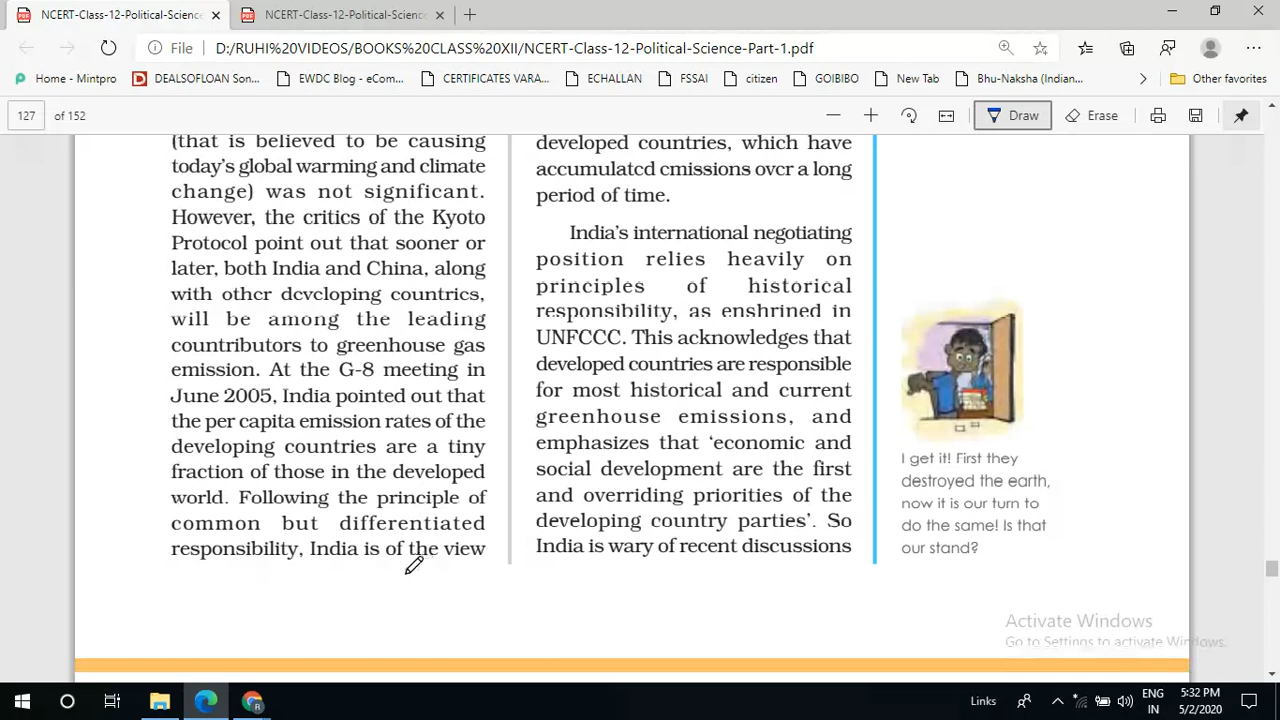 NCERT-Class-12-Political-Science
NCERT-Class-12-Political-Science
File
D:/RUHI%20VIDEOS/BOOKS%20CLASS%20XII/NCERT-Class-12-Political-Science-Part-1.pdf
Home - Mintpro
DEALSOFLOAN Son...
EWDC Blog - eCom...
CERTIFICATES VARA...
ECHALLAN
FSSAI
citizen
GOIBIBO
New Tab
Bhu-Naksha (Indian...
Other favorites
127 of 152
Draw
Erase
(that is believed to be causing
today's global warming and climate
change) was not significant.
However, the critics of the Kyoto
Protocol point out that sooner or
later, both India and China, along
with other developing countries,
will be among the leading
countributors to greenhouse gas
emission. At the G-8 meeting in
June 2005, India pointed out that
the per capita emission rates of the
developing countries are a tiny
fraction of those in the developed
world. Following the principle of
common but differentiated
responsibility, India is of the view
developed countries, which have
accumulated emissions over a long
period of time.
India's international negotiating
position relies heavily on
principles of historical
responsibility, as enshrined in
UNFCCC. This acknowledges that
developed countries are responsible
for most historical and current
greenhouse emissions, and
emphasizes that 'economic and
social development are the first
and overriding priorities of the
developing country parties'. So
India is wary of recent discussions
I get it! First they
destroyed the earth,
now it is our turn to
do the same! Is that
our stand?
Activate Windows
Go to Settings to activate Windows.
Links
ENG
IN
5:32 PM
5/2/2020